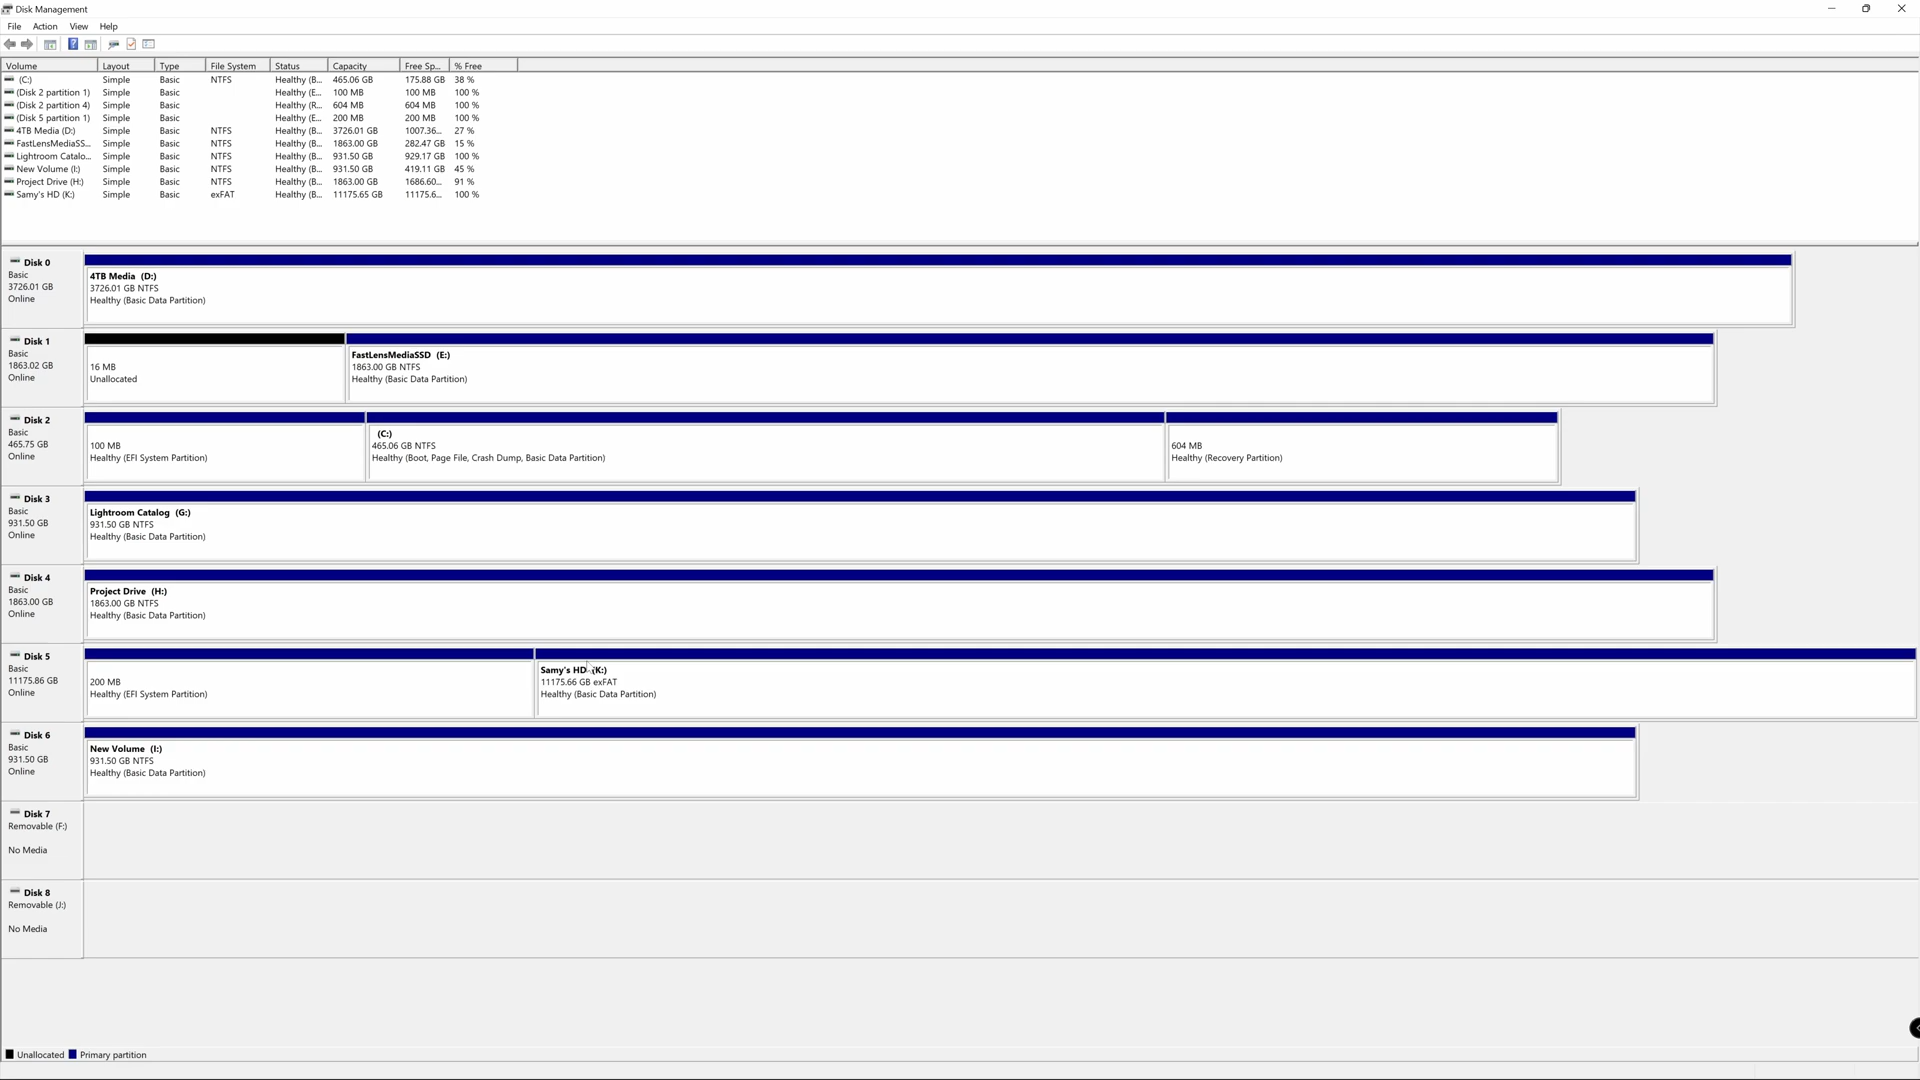 Disk Management
File Action View Help
Volume Layout Type File System Status Capacity Free Sp... % Free
(C:) Simple Basic NTFS Healthy (B... 465.06 GB 175.88 GB 38 %
(Disk 2 partition 1) Simple Basic Healthy (E... 100 MB 100 MB 100 %
(Disk 2 partition 4) Simple Basic Healthy (R... 604 MB 604 MB 100 %
(Disk 5 partition 1) Simple Basic Healthy (E... 200 MB 200 MB 100 %
4TB Media (D:) Simple Basic NTFS Healthy (B... 3726.01 GB 1007.36... 27 %
FastLensMediaSS... Simple Basic NTFS Healthy (B... 1863.00 GB 282.47 GB 15 %
Lightroom Catalo... Simple Basic NTFS Healthy (B... 931.50 GB 929.17 GB 100 %
New Volume (I:) Simple Basic NTFS Healthy (B... 931.50 GB 419.11 GB 45 %
Project Drive (H:) Simple Basic NTFS Healthy (B... 1863.00 GB 1686.60... 91 %
Samy's HD (K:) Simple Basic exFAT Healthy (B... 11175.65 GB 11175.6... 100 %
Disk 0
Basic
3726.01 GB
Online
4TB Media (D:)
3726.01 GB NTFS
Healthy (Basic Data Partition)
Disk 1
Basic
1863.02 GB
Online
16 MB
Unallocated
FastLensMediaSSD (E:)
1863.00 GB NTFS
Healthy (Basic Data Partition)
Disk 2
Basic
465.75 GB
Online
100 MB
Healthy (EFI System Partition)
(C:)
465.06 GB NTFS
Healthy (Boot, Page File, Crash Dump, Basic Data Partition)
604 MB
Healthy (Recovery Partition)
Disk 3
Basic
931.50 GB
Online
Lightroom Catalog (G:)
931.50 GB NTFS
Healthy (Basic Data Partition)
Disk 4
Basic
1863.00 GB
Online
Project Drive (H:)
1863.00 GB NTFS
Healthy (Basic Data Partition)
Disk 5
Basic
11175.86 GB
Online
200 MB
Healthy (EFI System Partition)
Samy's HD (K:)
11175.66 GB exFAT
Healthy (Basic Data Partition)
Disk 6
Basic
931.50 GB
Online
New Volume (I:)
931.50 GB NTFS
Healthy (Basic Data Partition)
Disk 7
Removable (F:)
No Media
Disk 8
Removable (J:)
No Media
Unallocated Primary partition